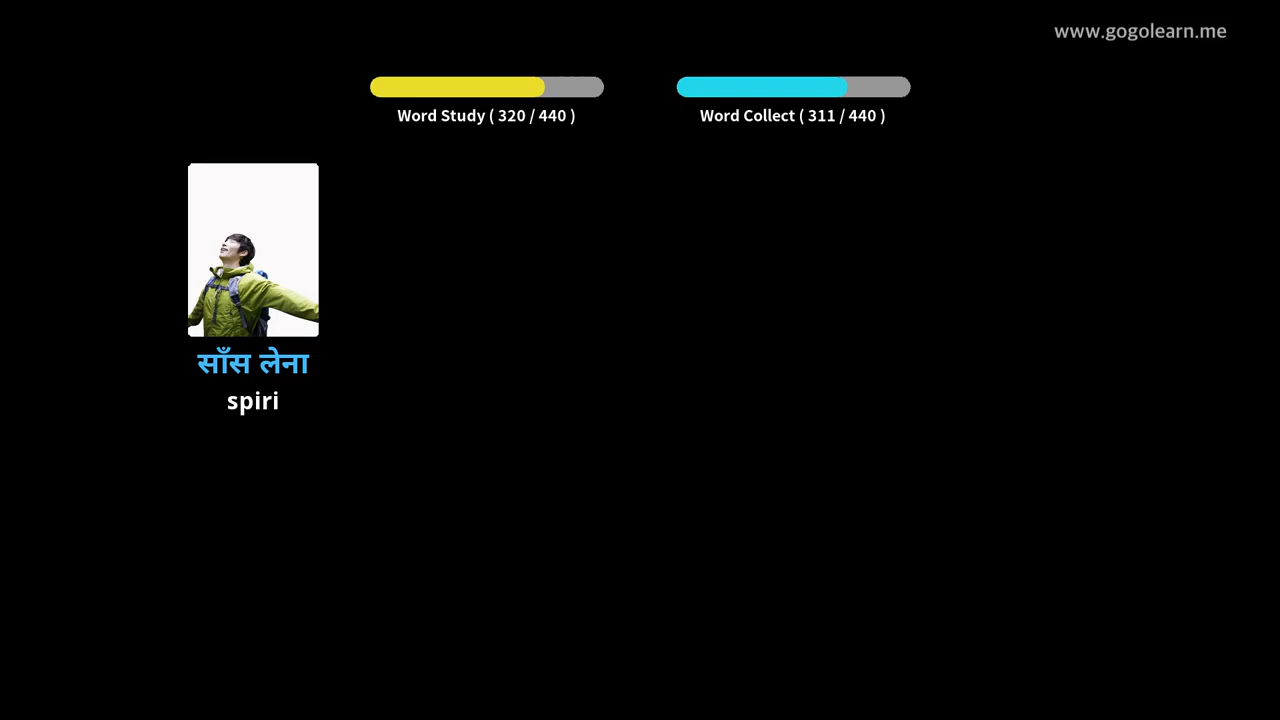 www.gogolearn.me
Word Study ( 320 / 440 )
Word Collect ( 311 / 440 )
साँस लेना
spiri